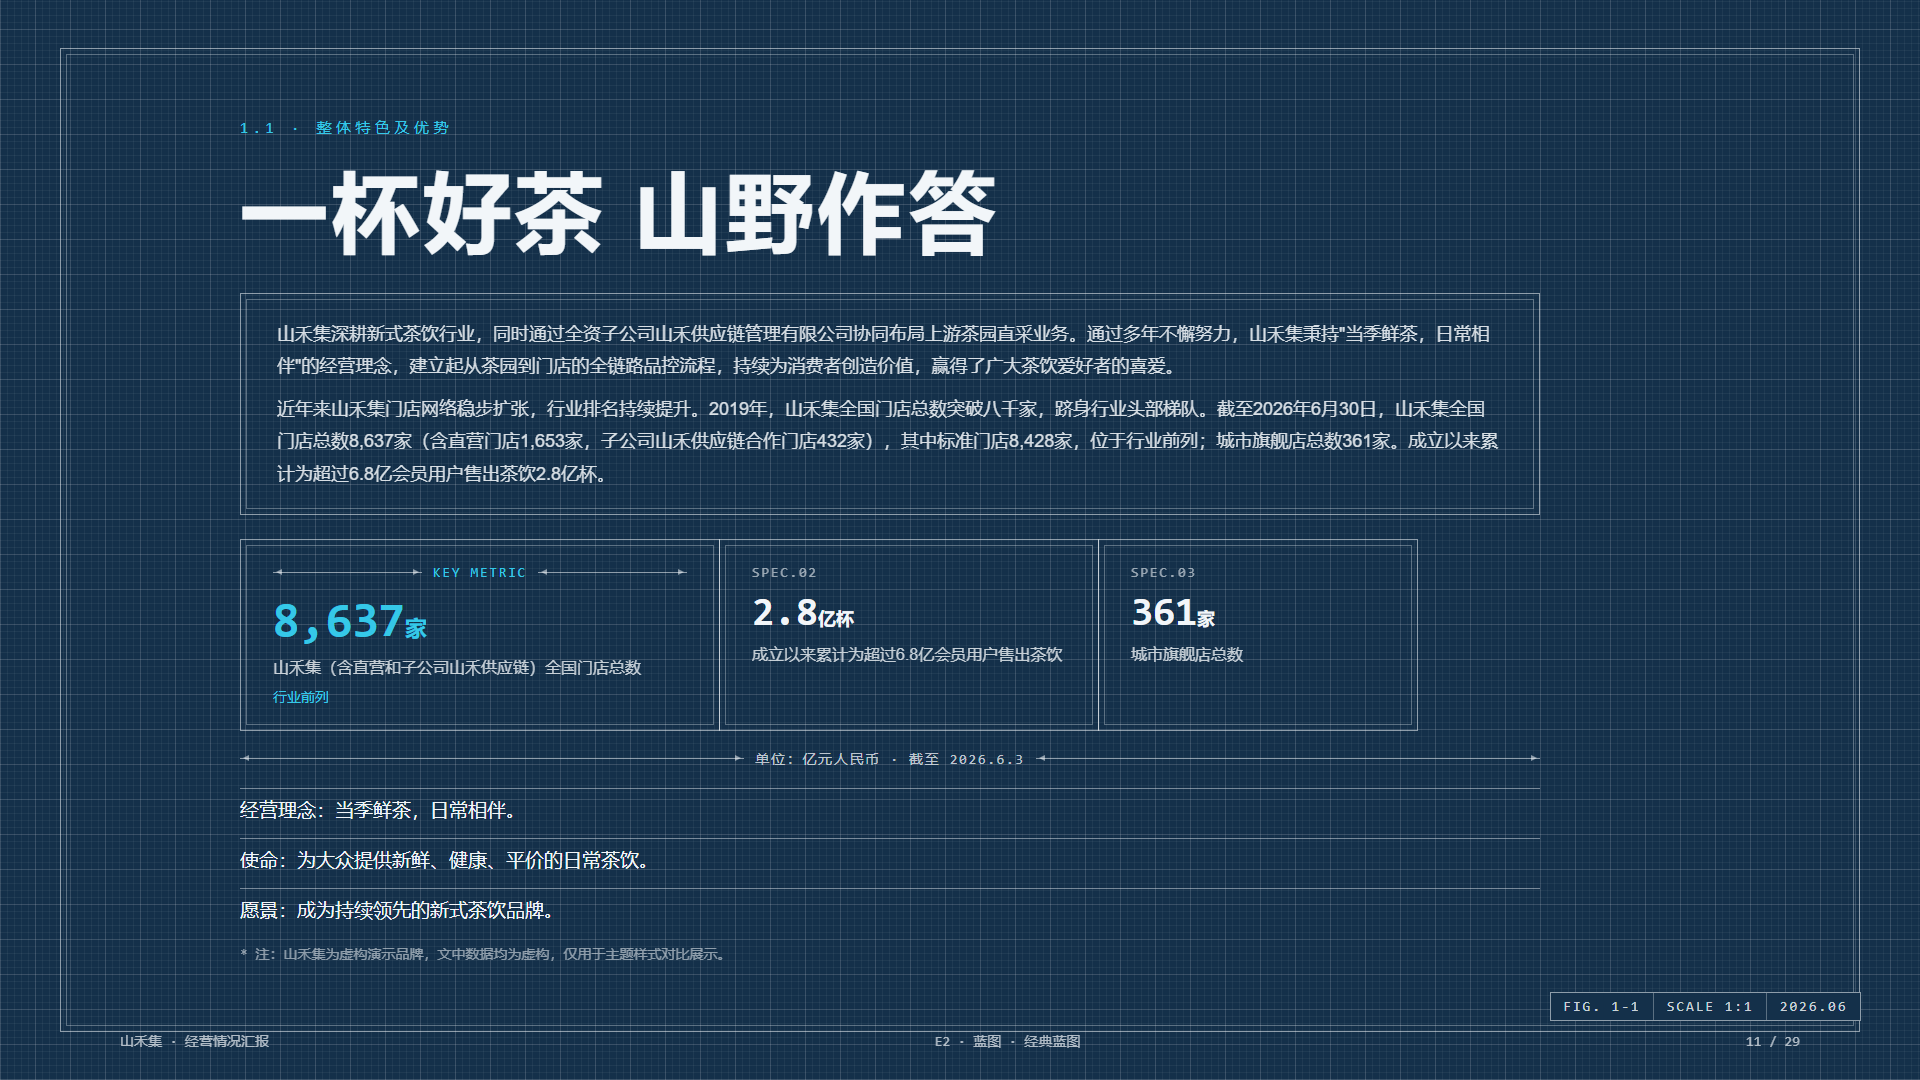 1.1 · 整体特色及优势
一杯好茶 山野作答
山禾集深耕新式茶饮行业，同时通过全资子公司山禾供应链管理有限公司协同布局上游茶园直采业务。通过多年不懈努力，山禾集秉持"当季鲜茶，日常相
伴"的经营理念，建立起从茶园到门店的全链路品控流程，持续为消费者创造价值，赢得了广大茶饮爱好者的喜爱。
近年来山禾集门店网络稳步扩张，行业排名持续提升。2019年，山禾集全国门店总数突破八千家，跻身行业头部梯队。截至2026年6月30日，山禾集全国
门店总数8,637家（含直营门店1,653家，子公司山禾供应链合作门店432家），其中标准门店8,428家，位于行业前列；城市旗舰店总数361家。成立以来累
计为超过6.8亿会员用户售出茶饮2.8亿杯。
KEY METRIC
8,637家
山禾集（含直营和子公司山禾供应链）全国门店总数
行业前列
SPEC.02
2.8亿杯
成立以来累计为超过6.8亿会员用户售出茶饮
SPEC.03
361家
城市旗舰店总数
单位：亿元人民币 · 截至 2026.6.3
经营理念：当季鲜茶，日常相伴。
使命：为大众提供新鲜、健康、平价的日常茶饮。
愿景：成为持续领先的新式茶饮品牌。
* 注：山禾集为虚构演示品牌，文中数据均为虚构，仅用于主题样式对比展示。
FIG. 1-1 SCALE 1:1 2026.06
山禾集 · 经营情况汇报 E2 · 蓝图 · 经典蓝图 11 / 29